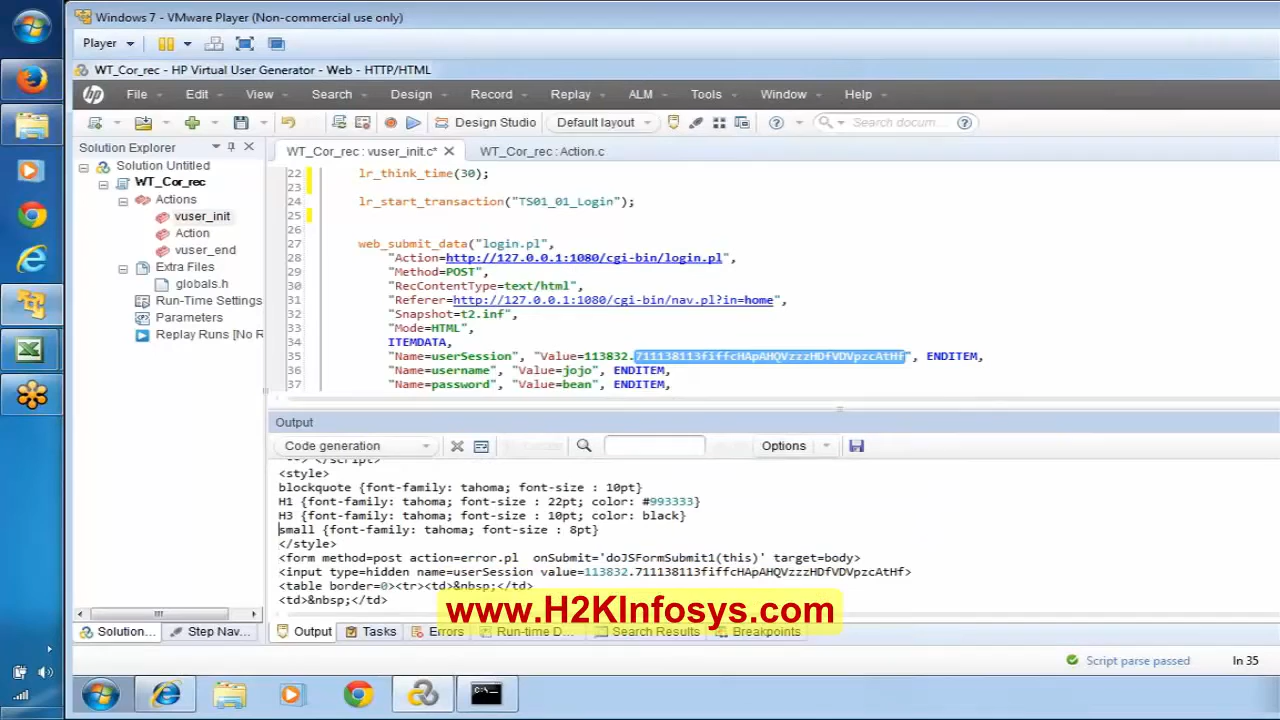 Windows 7 - VMware Player (Non-commercial use only)
Player
WT_Cor_rec - HP Virtual User Generator - Web - HTTP/HTML
hp File Edit View Search Design Record Replay ALM Tools Window Help
Design Studio Default layout Search docum...
Solution Explorer
WT_Cor_rec : vuser_init.c* WT_Cor_rec : Action.c
Solution Untitled
WT_Cor_rec
Actions
vuser_init
Action
vuser_end
Extra Files
globals.h
Run-Time Settings
Parameters
Replay Runs [No R
22 lr_think_time(30);
23
24 lr_start_transaction("TS01_01_Login");
25
26
27 web_submit_data("login.pl",
28 "Action=http://127.0.0.1:1080/cgi-bin/login.pl",
29 "Method=POST",
30 "RecContentType=text/html",
31 "Referer=http://127.0.0.1:1080/cgi-bin/nav.pl?in=home",
32 "Snapshot=t2.inf",
33 "Mode=HTML",
34 ITEMDATA,
35 "Name=userSession", "Value=113832.711138113fiffcHApAHQVzzzHDfVDVpzcAtHf", ENDITEM,
36 "Name=username", "Value=jojo", ENDITEM,
37 "Name=password", "Value=bean", ENDITEM,
Output
Code generation Options
--> </script>
<style>
blockquote {font-family: tahoma; font-size : 10pt}
H1 {font-family: tahoma; font-size : 22pt; color: #993333}
H3 {font-family: tahoma; font-size : 10pt; color: black}
small {font-family: tahoma; font-size : 8pt}
</style>
<form method=post action=error.pl onSubmit='doJSFormSubmit1(this)' target=body>
<input type=hidden name=userSession value=113832.711138113fiffcHApAHQVzzzHDfVDVpzcAtHf>
<table border=0><tr><td>&nbsp;</td>
<td>&nbsp;</td>
www.H2KInfosys.com
Solution... Step Nav... Output Tasks Errors Run-time D... Search Results Breakpoints
Script parse passed ln 35